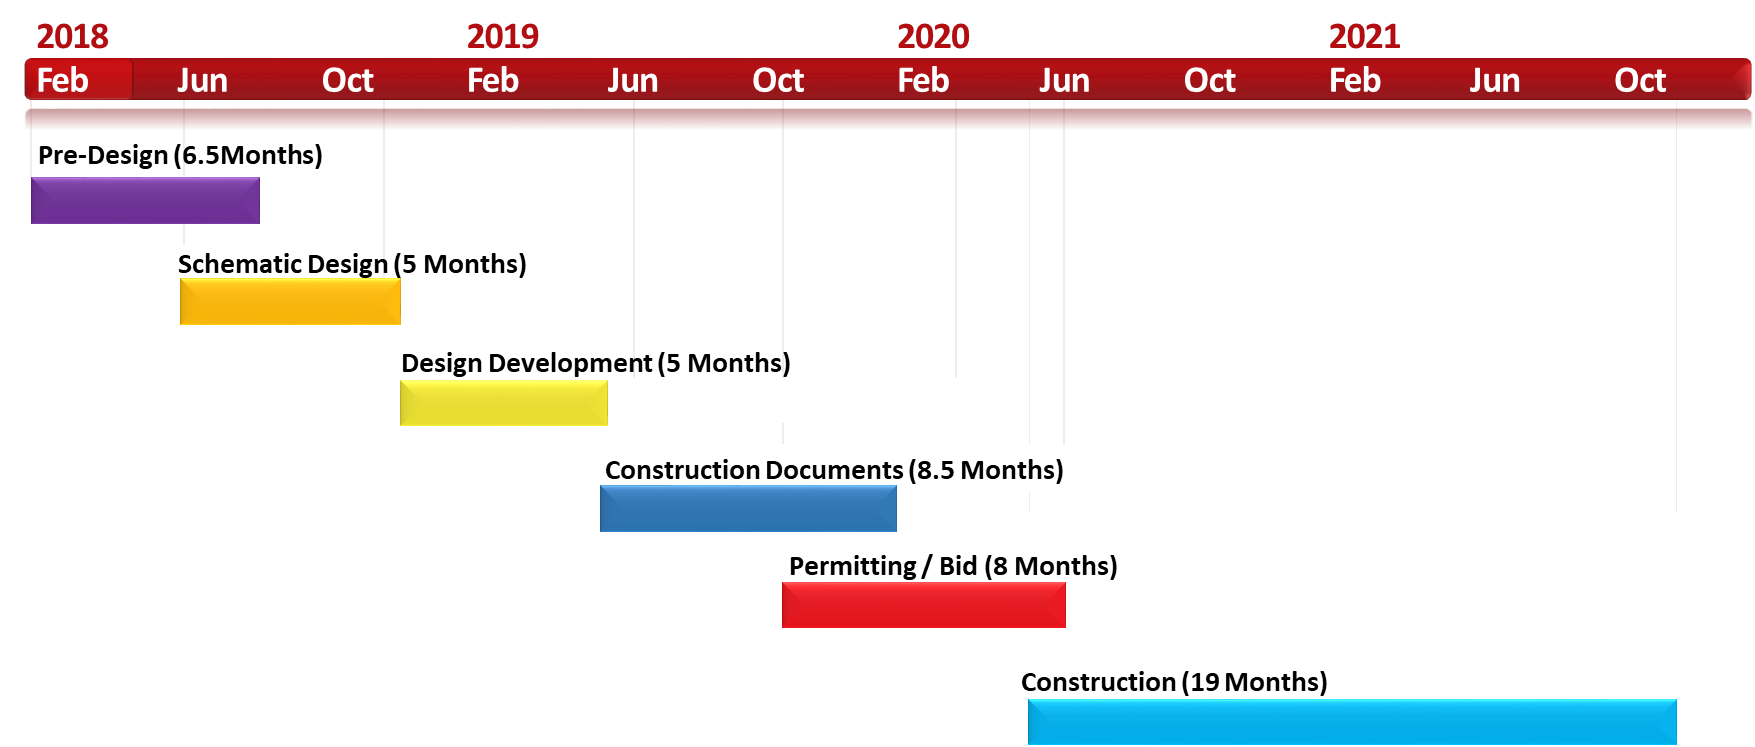 2018 2019 2020 2021
Feb Jun Oct Feb Jun Oct Feb Jun Oct Feb Jun Oct
Pre-Design (6.5Months)
Schematic Design (5 Months)
Design Development (5 Months)
Construction Documents (8.5 Months)
Permitting / Bid (8 Months)
Construction (19 Months)